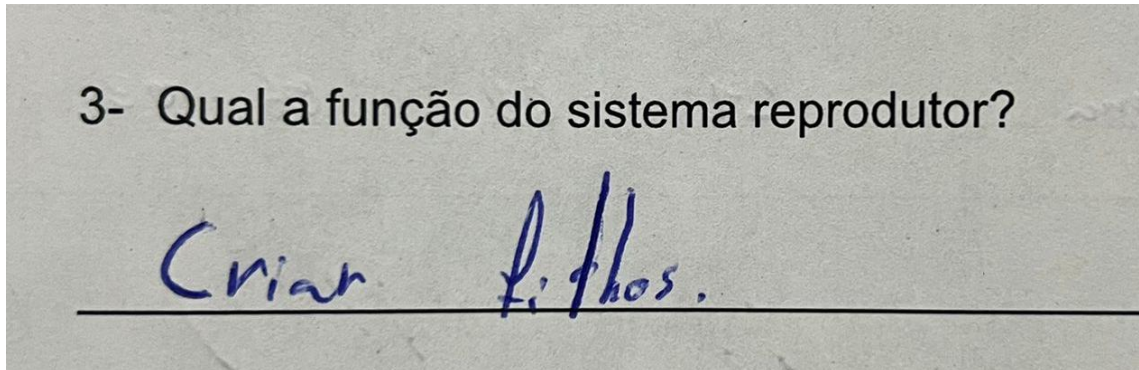 3- Qual a função do sistema reprodutor?
Criar filhos.